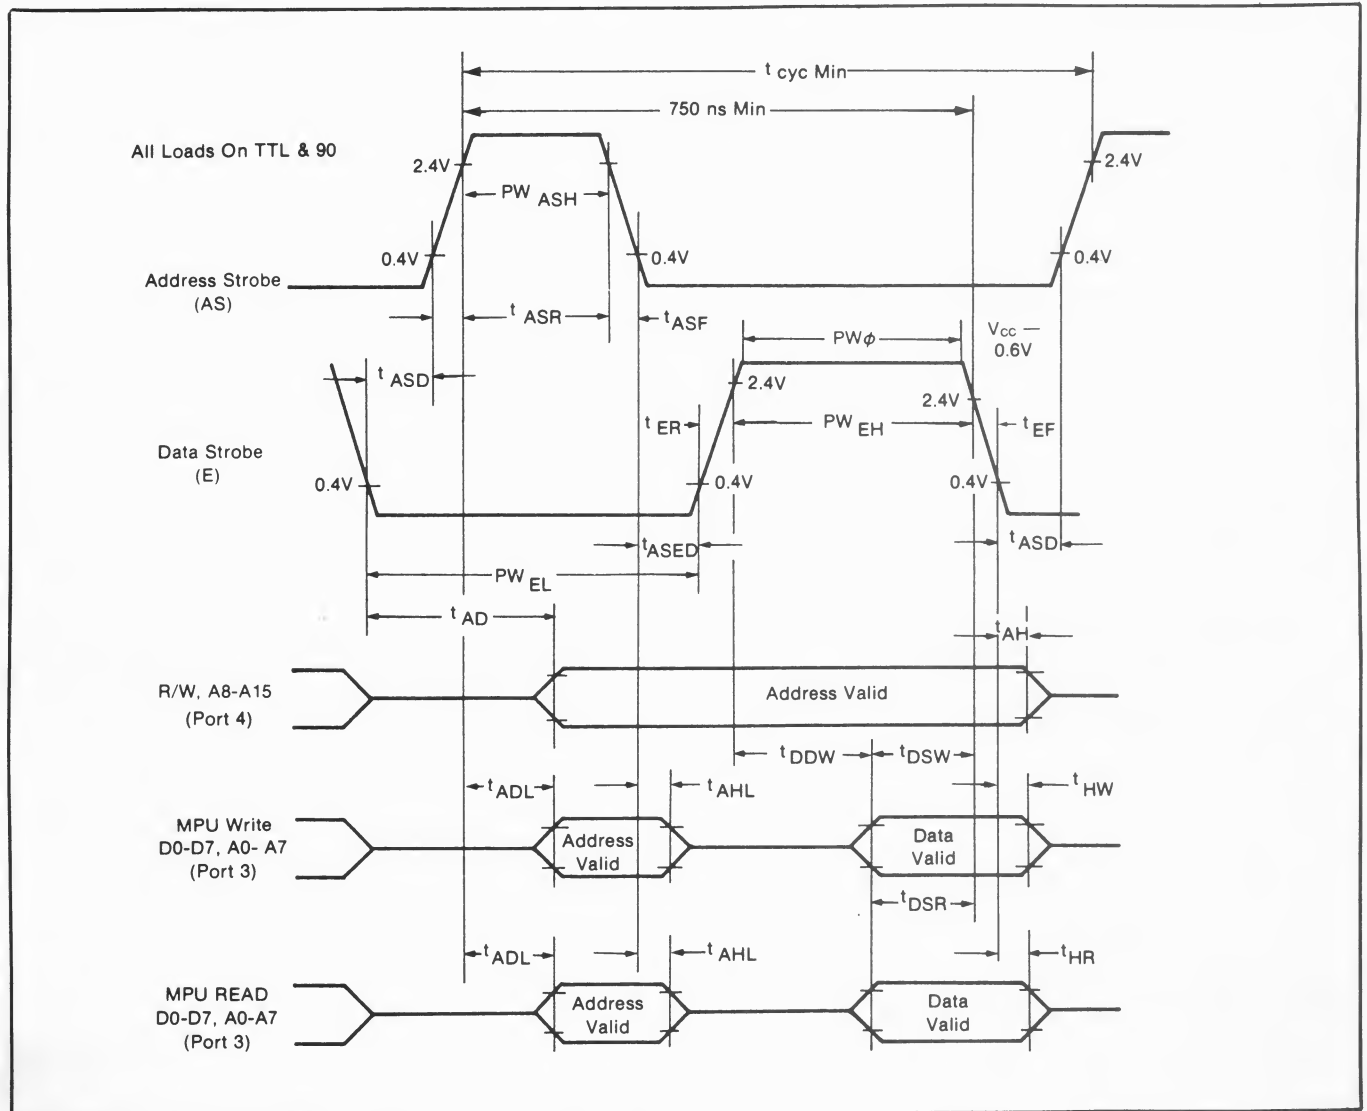 t cyc Min
750 ns Min
All Loads On TTL & 90
2.4V
2.4V
PW ASH
0.4V
0.4V
0.4V
Address Strobe
(AS)
t ASR
t ASF
PWφ
Vcc —
0.6V
t ASD
2.4V
2.4V
t ER
PW EH
t EF
Data Strobe
(E)
0.4V
0.4V
0.4V
t ASED
t ASD
PW EL
t AD
t AH
R/W, A8-A15
(Port 4)
Address Valid
t DDW
t DSW
t ADL
t AHL
t HW
MPU Write
D0-D7, A0- A7
(Port 3)
Address
Valid
Data
Valid
t DSR
t ADL
t AHL
t HR
MPU READ
D0-D7, A0-A7
(Port 3)
Address
Valid
Data
Valid